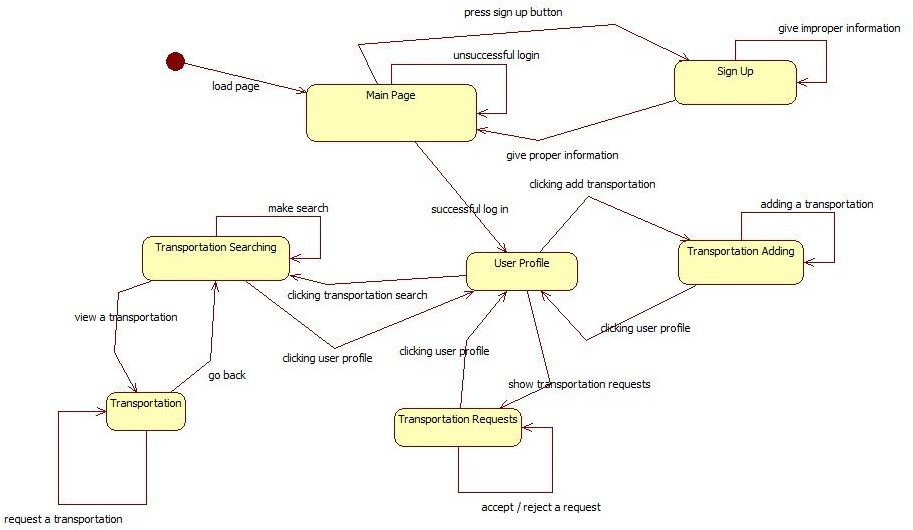 press sign up button
give improper information
unsuccessful login
Sign Up
load page
Main Page
give proper information
clicking add transportation
successful log in
make search
adding a transportation
Transportation Searching
User Profile
Transportation Adding
clicking transportation search
view a transportation
clicking user profile
clicking user profile
clicking user profile
go back
show transportation requests
Transportation
Transportation Requests
request a transportation
accept / reject a request